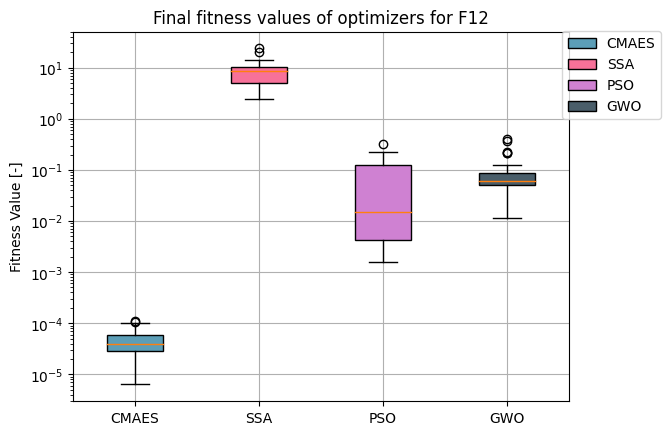 Final fitness values of optimizers for F12
CMAES
SSA
PSO
GWO
Fitness Value [-]
10¹
10⁰
10⁻¹
10⁻²
10⁻³
10⁻⁴
10⁻⁵
CMAES SSA PSO GWO